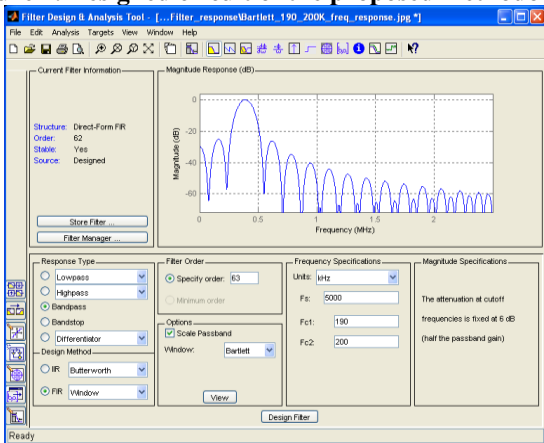 Filter Design & Analysis Tool - [...Filter_response\Bartlett_190_200K_freq_response.jpg *]
File Edit Analysis Targets View Window Help
Current Filter Information
Structure: Direct-Form FIR
Order: 62
Stable: Yes
Source: Designed
Store Filter ...
Filter Manager ...
Magnitude Response (dB)
Magnitude (dB)
0
-20
-40
-60
0
0.5
1
1.5
2
Frequency (MHz)
Response Type
Lowpass
Highpass
Bandpass
Bandstop
Differentiator
Design Method
IIR Butterworth
FIR Window
Filter Order
Specify order: 63
Minimum order
Options
Scale Passband
Window: Bartlett
View
Frequency Specifications
Units: kHz
Fs: 5000
Fc1: 190
Fc2: 200
Magnitude Specifications
The attenuation at cutoff
frequencies is fixed at 6 dB
(half the passband gain)
Design Filter
Ready